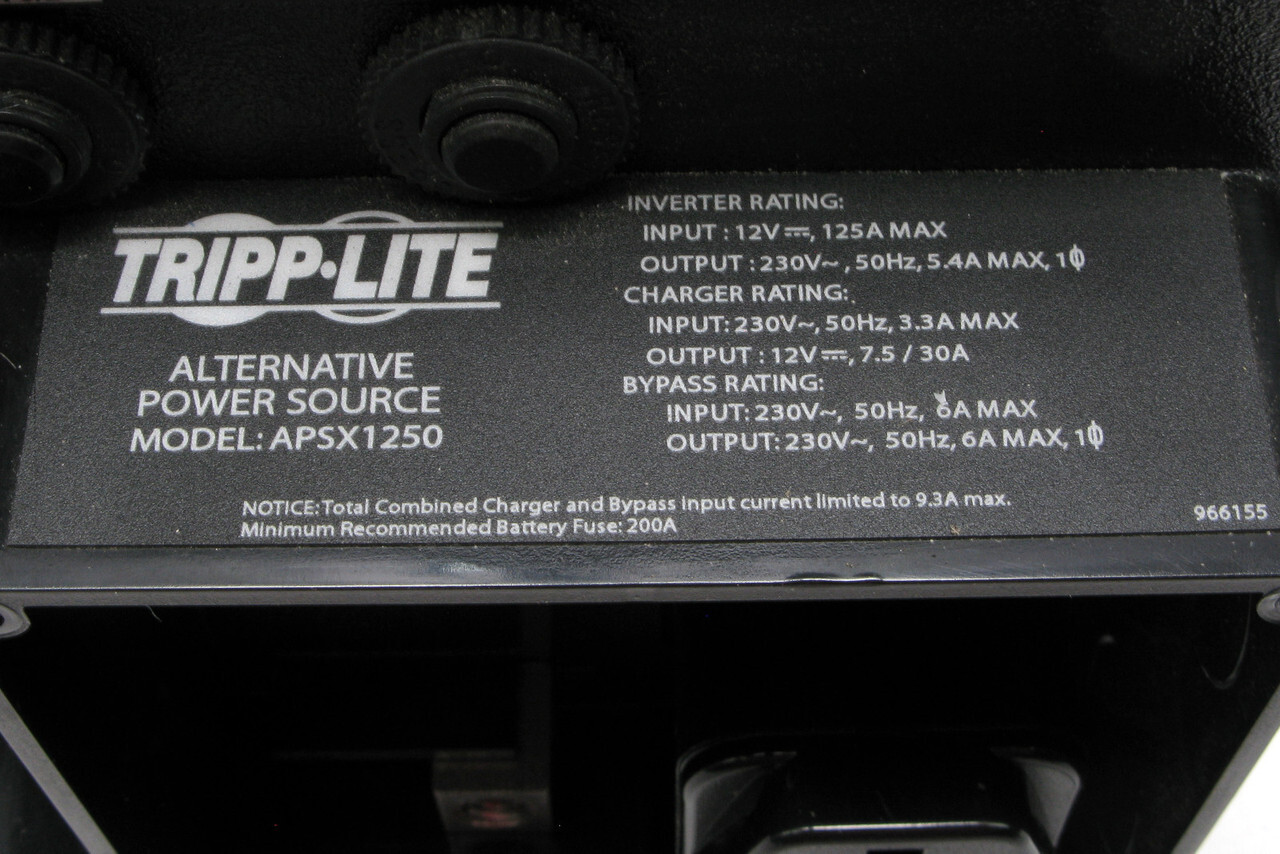 TRIPP·LITE
ALTERNATIVE
POWER SOURCE
MODEL: APSX1250
INVERTER RATING:
INPUT : 12V⎓, 125A MAX
OUTPUT : 230V~, 50Hz, 5.4A MAX, 1ϕ
CHARGER RATING:
INPUT: 230V~, 50Hz, 3.3A MAX
OUTPUT : 12V⎓, 7.5 / 30A
BYPASS RATING:
INPUT: 230V~, 50Hz, 6A MAX
OUTPUT: 230V~, 50Hz, 6A MAX, 1ϕ
NOTICE: Total Combined Charger and Bypass input current limited to 9.3A max.
Minimum Recommended Battery Fuse: 200A
966155